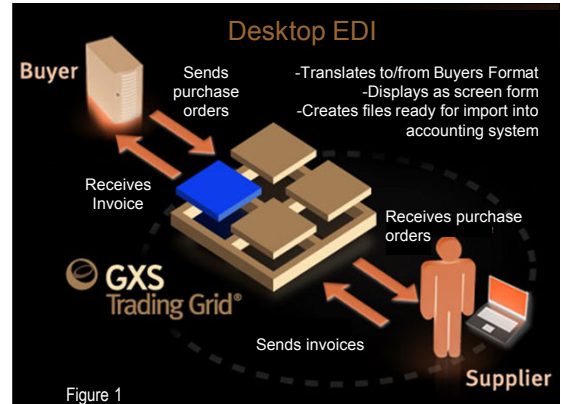 Desktop EDI
Buyer
Sends
purchase
orders
-Translates to/from Buyers Format
-Displays as screen form
-Creates files ready for import into
accounting system
Receives
Invoice
Receives purchase
orders
GXS
Trading Grid®
Sends invoices
Supplier
Figure 1